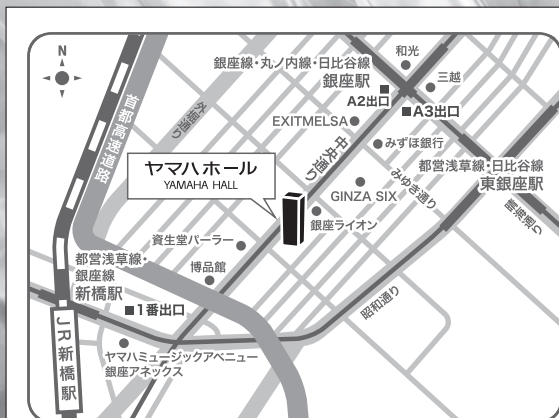 N
和光
銀座線・丸ノ内線・日比谷線
銀座駅
三越
A2出口
A3出口
EXITMELSA
みずほ銀行
首都高速道路
外堀通り
中央通り
都営浅草線・日比谷線
東銀座駅
ヤマハホール
YAMAHA HALL
みゆき通り
GINZA SIX
晴海通り
銀座ライオン
資生堂パーラー
都営浅草線・
銀座線
新橋駅
博品館
1番出口
昭和通り
JR新橋駅
ヤマハミュージックアベニュー
銀座アネックス